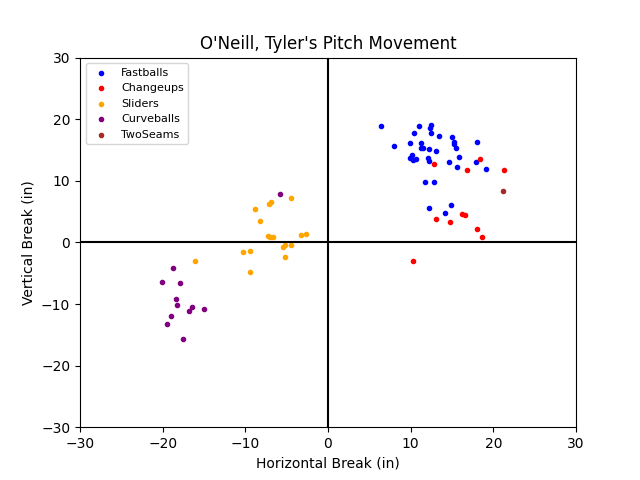 O'Neill, Tyler's Pitch Movement
Fastballs
Changeups
Sliders
Curveballs
TwoSeams
30
20
10
0
−10
−20
−30
Vertical Break (in)
−30 −20 −10 0 10 20 30
Horizontal Break (in)